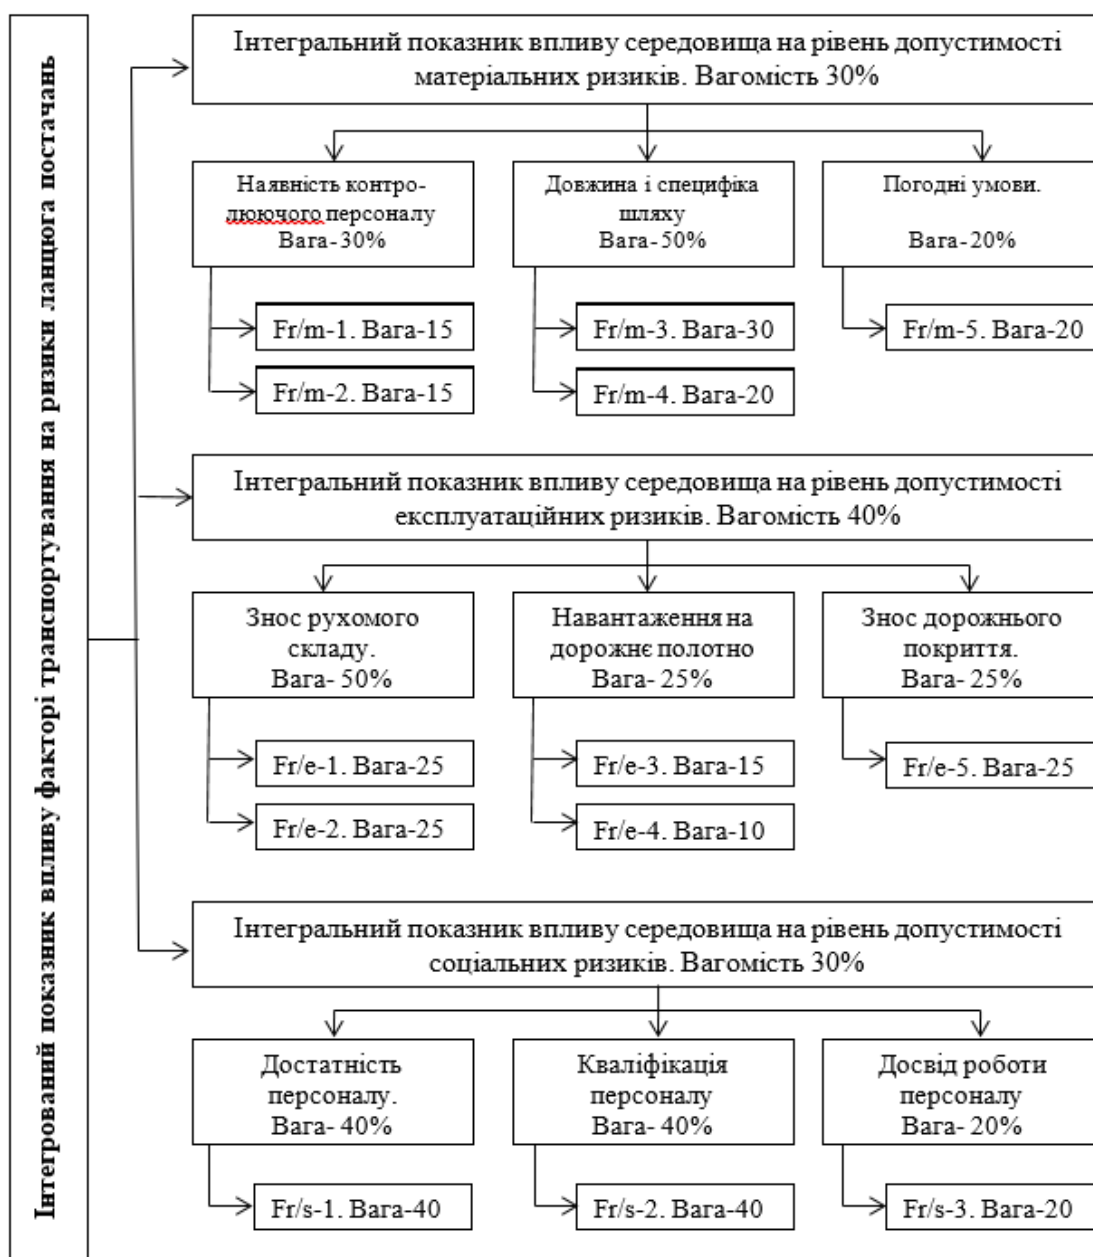 Інтегрований показник впливу факторі транспортування на ризики ланцюга постачань
Інтегральний показник впливу середовища на рівень допустимості
матеріальних ризиків. Вагомість 30%
Наявність контро-
люючого персоналу
Вага-30%
Довжина і специфіка
шляху
Вага-50%
Погодні умови.
Вага-20%
Fr/m-1. Вага-15
Fr/m-2. Вага-15
Fr/m-3. Вага-30
Fr/m-4. Вага-20
Fr/m-5. Вага-20
Інтегральний показник впливу середовища на рівень допустимості
експлуатаційних ризиків. Вагомість 40%
Знос рухомого
складу.
Вага- 50%
Навантаження на
дорожнє полотно
Вага- 25%
Знос дорожнього
покриття.
Вага- 25%
Fr/e-1. Вага-25
Fr/e-2. Вага-25
Fr/e-3. Вага-15
Fr/e-4. Вага-10
Fr/e-5. Вага-25
Інтегральний показник впливу середовища на рівень допустимості
соціальних ризиків. Вагомість 30%
Достатність
персоналу.
Вага- 40%
Кваліфікація
персоналу
Вага- 40%
Досвід роботи
персоналу
Вага- 20%
Fr/s-1. Вага-40
Fr/s-2. Вага-40
Fr/s-3. Вага-20